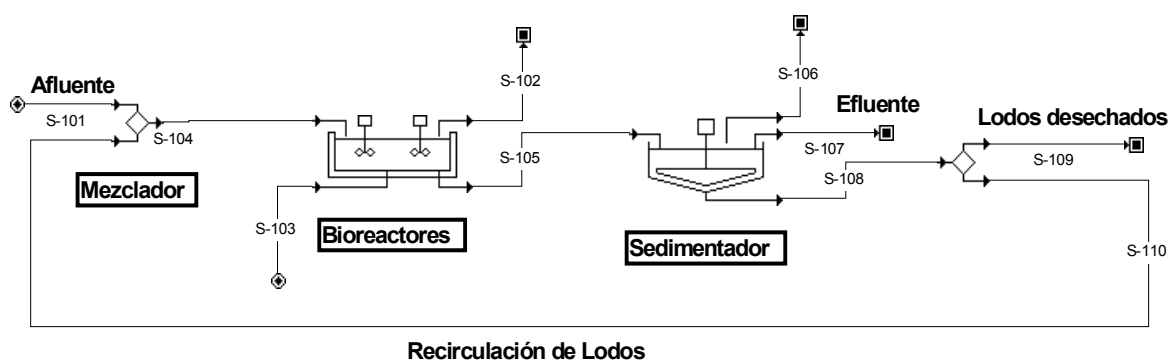 Afluente
S-101
S-104
Mezclador
S-103
Bioreactores
S-102
S-105
Sedimentador
S-106
Efluente
S-107
S-108
Lodos desechados
S-109
S-110
Recirculación de Lodos